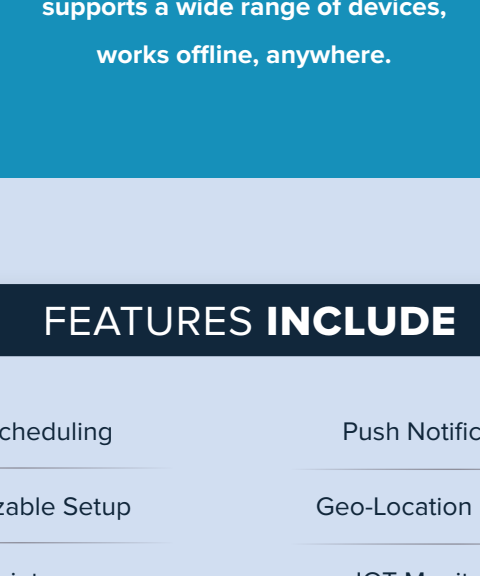 supports a wide range of devices,
works offline, anywhere.
FEATURES INCLUDE
cheduling
Push Notific
zable Setup
Geo-Location